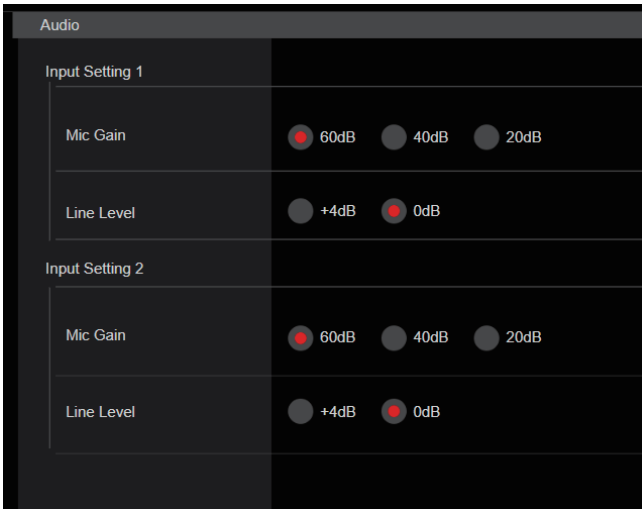 Audio
Input Setting 1
Mic Gain 60dB 40dB 20dB
Line Level +4dB 0dB
Input Setting 2
Mic Gain 60dB 40dB 20dB
Line Level +4dB 0dB